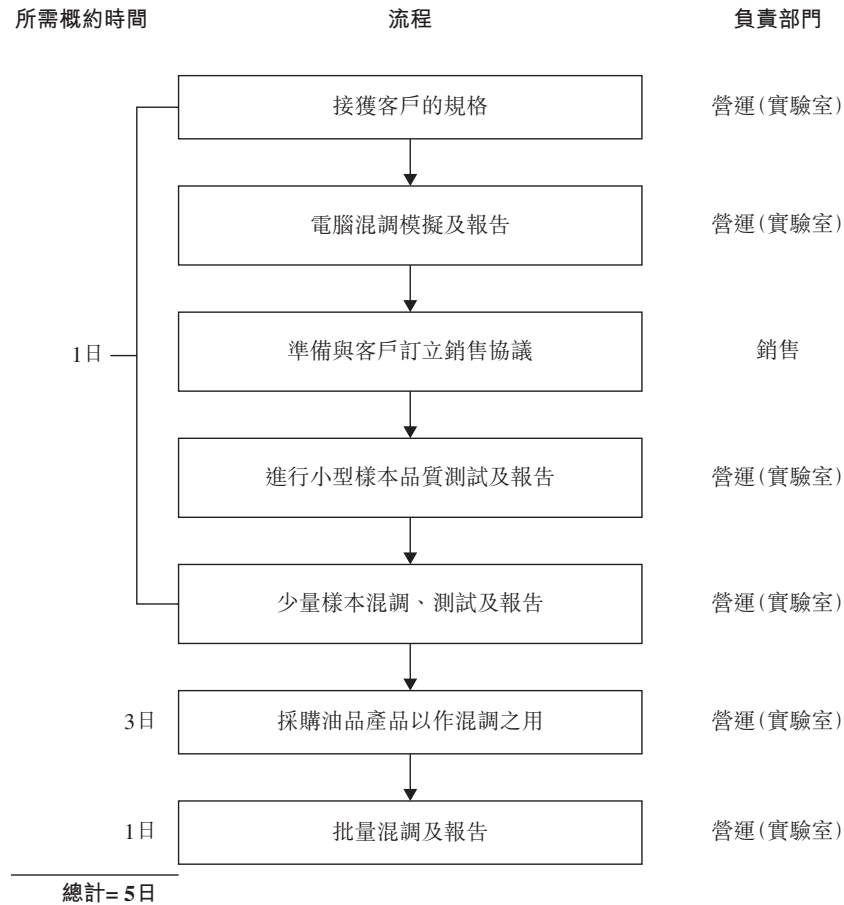 所需概約時間 流程 負責部門
接獲客戶的規格 營運(實驗室)
電腦混調模擬及報告 營運(實驗室)
1日 準備與客戶訂立銷售協議 銷售
進行小型樣本品質測試及報告 營運(實驗室)
少量樣本混調、測試及報告 營運(實驗室)
3日 採購油品產品以作混調之用 營運(實驗室)
1日 批量混調及報告 營運(實驗室)
總計= 5日